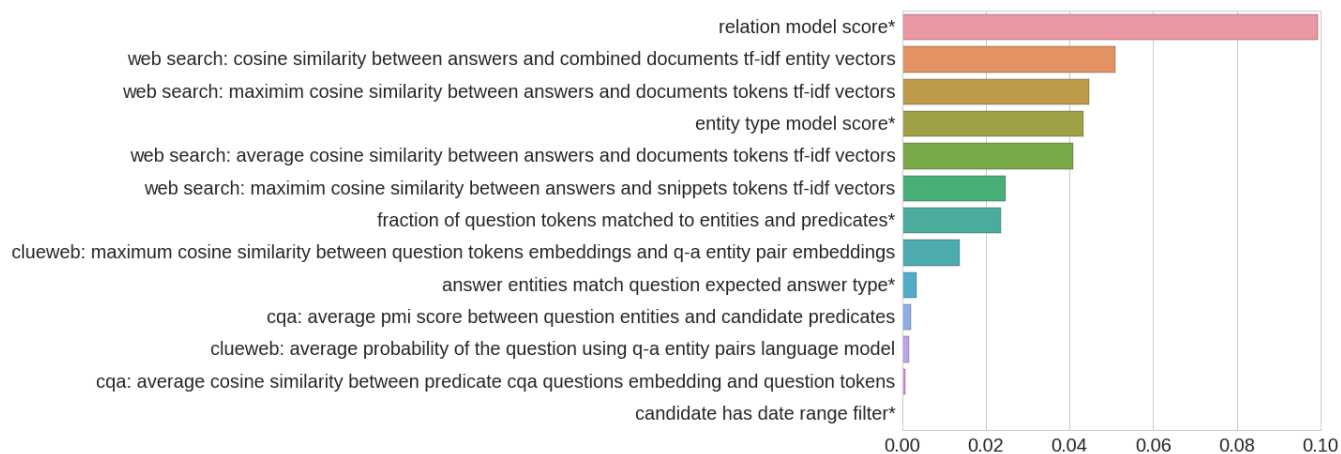 relation model score*
web search: cosine similarity between answers and combined documents tf-idf entity vectors
web search: maximim cosine similarity between answers and documents tokens tf-idf vectors
entity type model score*
web search: average cosine similarity between answers and documents tokens tf-idf vectors
web search: maximim cosine similarity between answers and snippets tokens tf-idf vectors
fraction of question tokens matched to entities and predicates*
clueweb: maximum cosine similarity between question tokens embeddings and q-a entity pair embeddings
answer entities match question expected answer type*
cqa: average pmi score between question entities and candidate predicates
clueweb: average probability of the question using q-a entity pairs language model
cqa: average cosine similarity between predicate cqa questions embedding and question tokens
candidate has date range filter*
0.00 0.02 0.04 0.06 0.08 0.10